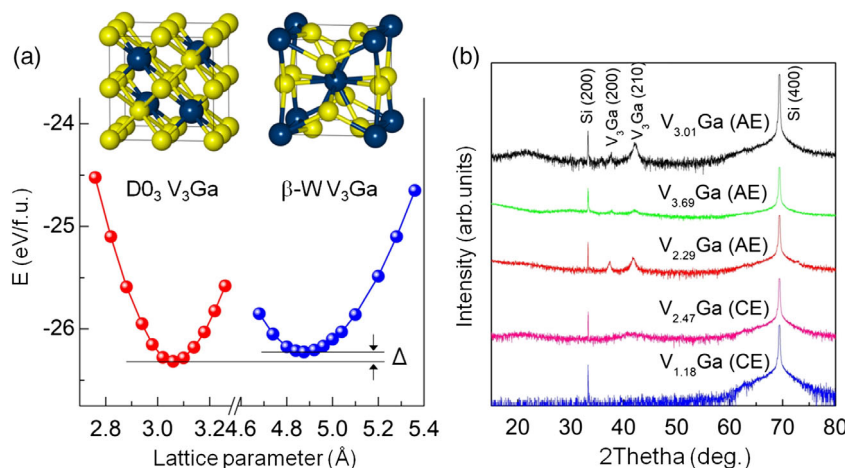 (a)
D0₃ V₃Ga
β-W V₃Ga
E (eV/f.u.)
-24
-25
-26
Δ
2.8 3.0 3.2 4.6 4.8 5.0 5.2 5.4
Lattice parameter (Å)
(b)
Si (200)
V₃Ga (200)
V₃Ga (210)
Si (400)
V₃.₀₁Ga (AE)
V₃.₆₉Ga (AE)
V₂.₂₉Ga (AE)
V₂.₄₇Ga (CE)
V₁.₁₈Ga (CE)
Intensity (arb.units)
20 30 40 50 60 70 80
2Thetha (deg.)